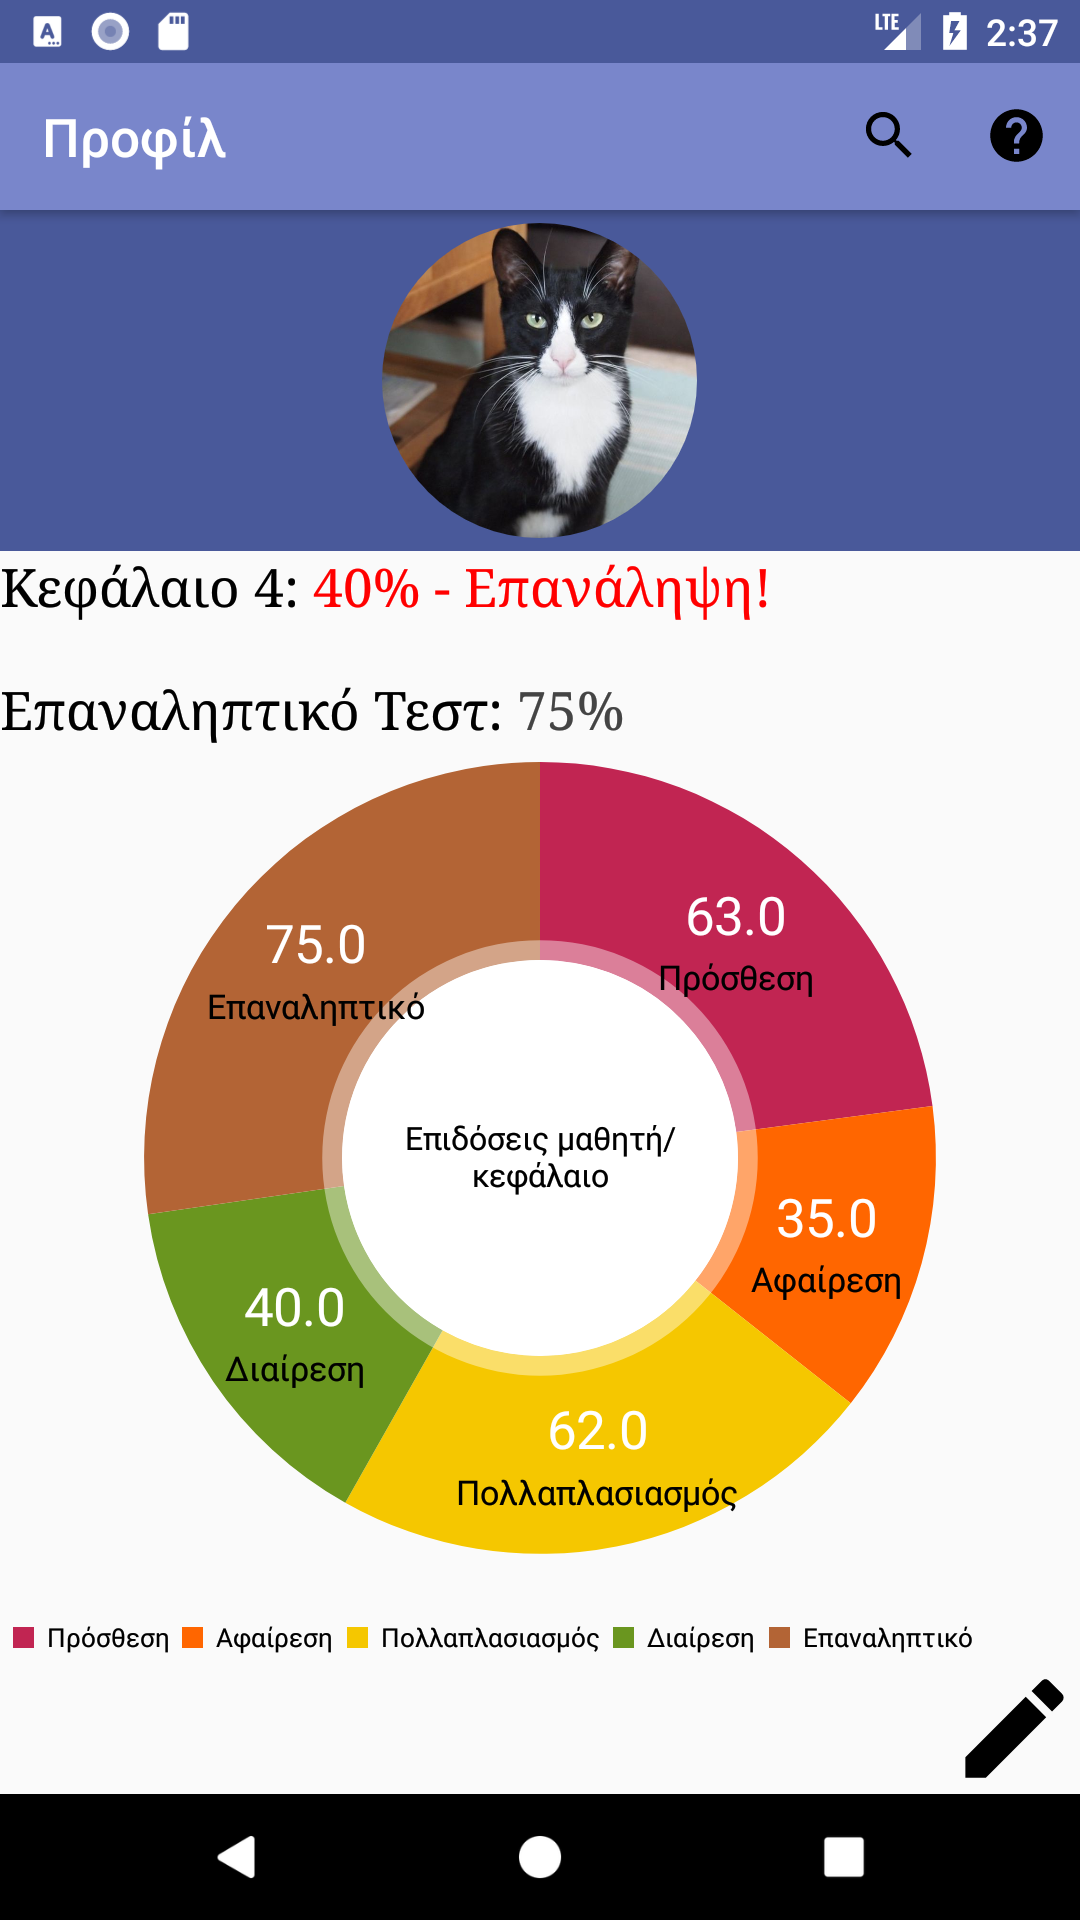 LTE 2:37
Προφίλ
Κεφάλαιο 4: 40% - Επανάληψη!
Επαναληπτικό Τεστ: 75%
63.0
Πρόσθεση
75.0
Επαναληπτικό
Επιδόσεις μαθητή/
κεφάλαιο
35.0
Αφαίρεση
40.0
Διαίρεση
62.0
Πολλαπλασιασμός
Πρόσθεση Αφαίρεση Πολλαπλασιασμός Διαίρεση Επαναληπτικό